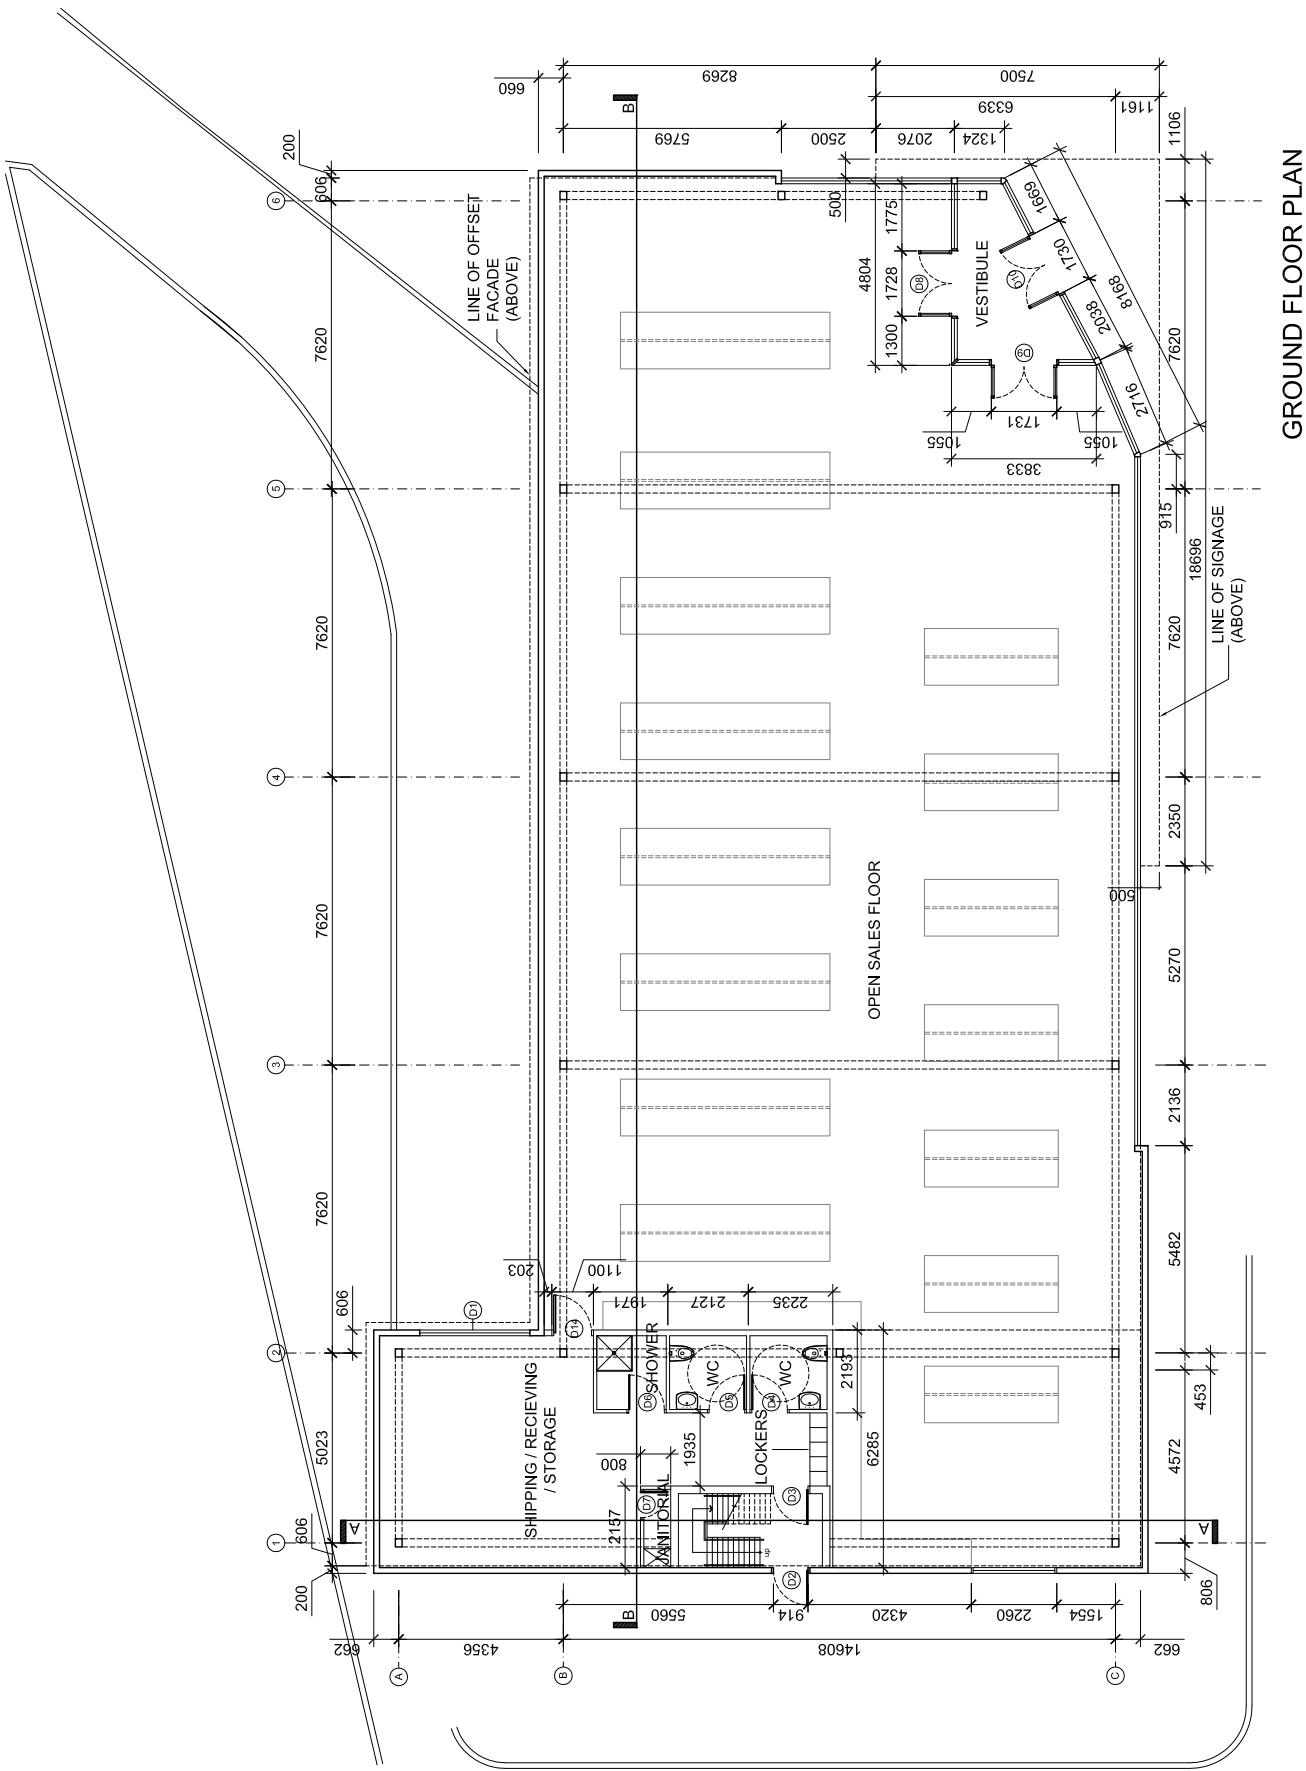 GROUND FLOOR PLAN
LINE OF OFFSET
FACADE
(ABOVE)
LINE OF SIGNAGE
(ABOVE)
VESTIBULE
OPEN SALES FLOOR
SHIPPING / RECIEVING
/ STORAGE
SHOWER
WC
WC
LOCKERS
JANITORIAL
up
D1
D2
D3
D4
D5
D6
D7
D8
D9
D10
D14
1
2
3
4
5
6
A
B
C
A
A
B
B
200
606
5023
606
7620
7620
7620
7620
606
200
660
8269
7500
5769
2500
2076
1324
6339
1161
1106
500
1775
1728
1300
4804
1669
1730
2038
2716
8168
1055
1731
1055
3833
915
7620
7620
18696
2350
500
5270
2136
5482
453
4572
806
203
1100
1971
2127
2235
2193
6285
1935
800
2157
662
4356
14608
662
5560
914
4320
2260
1554